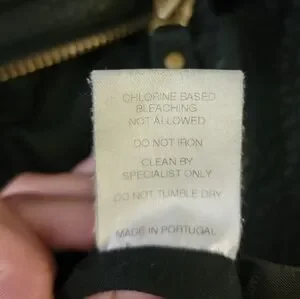 CHLORINE BASED
BLEACHING
NOT ALLOWED
DO NOT IRON
CLEAN BY
SPECIALIST ONLY
DO NOT TUMBLE DRY
MADE IN PORTUGAL